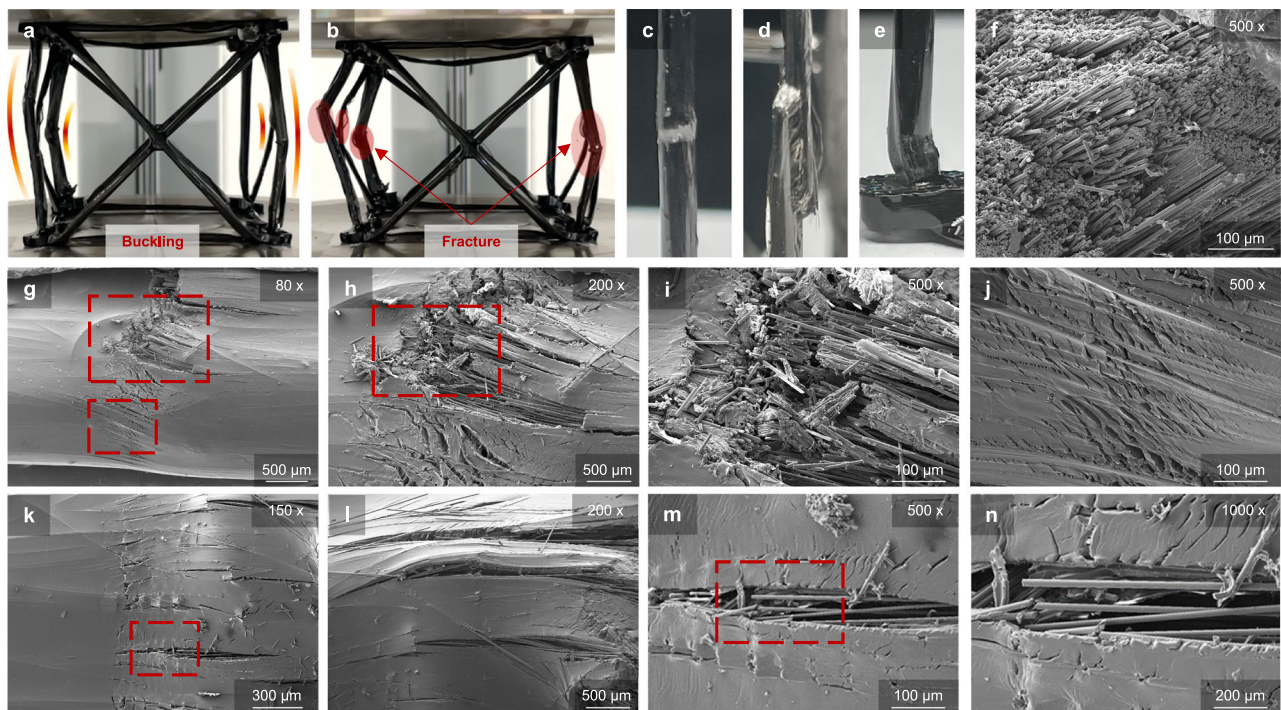 a
Buckling
b
Fracture
c
d
e
f
500 x
100 µm
g
80 x
500 µm
h
200 x
500 µm
i
500 x
100 µm
j
500 x
100 µm
k
150 x
300 µm
l
200 x
500 µm
m
500 x
100 µm
n
1000 x
200 µm